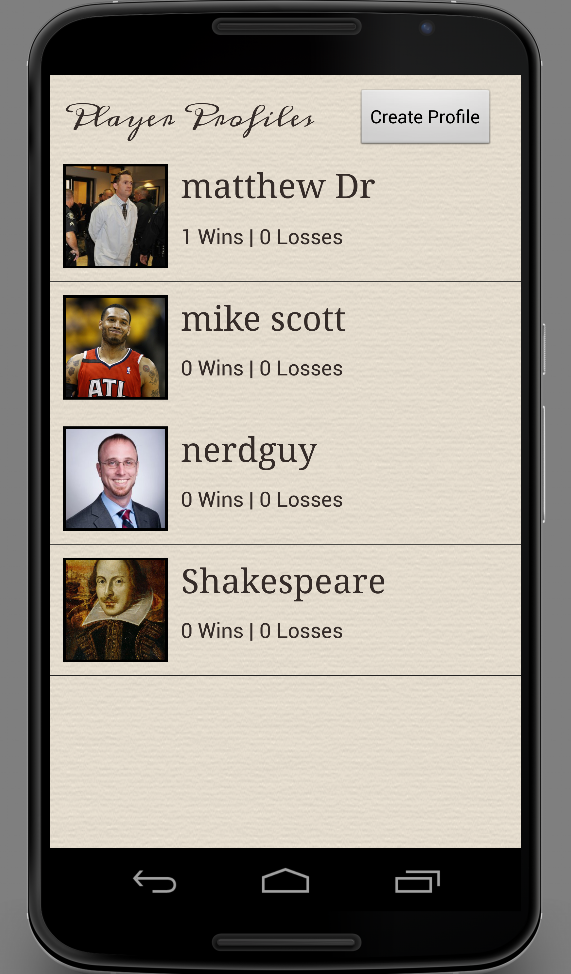 Player Profiles
Create Profile
matthew Dr
1 Wins | 0 Losses
mike scott
0 Wins | 0 Losses
ATL
nerdguy
0 Wins | 0 Losses
Shakespeare
0 Wins | 0 Losses